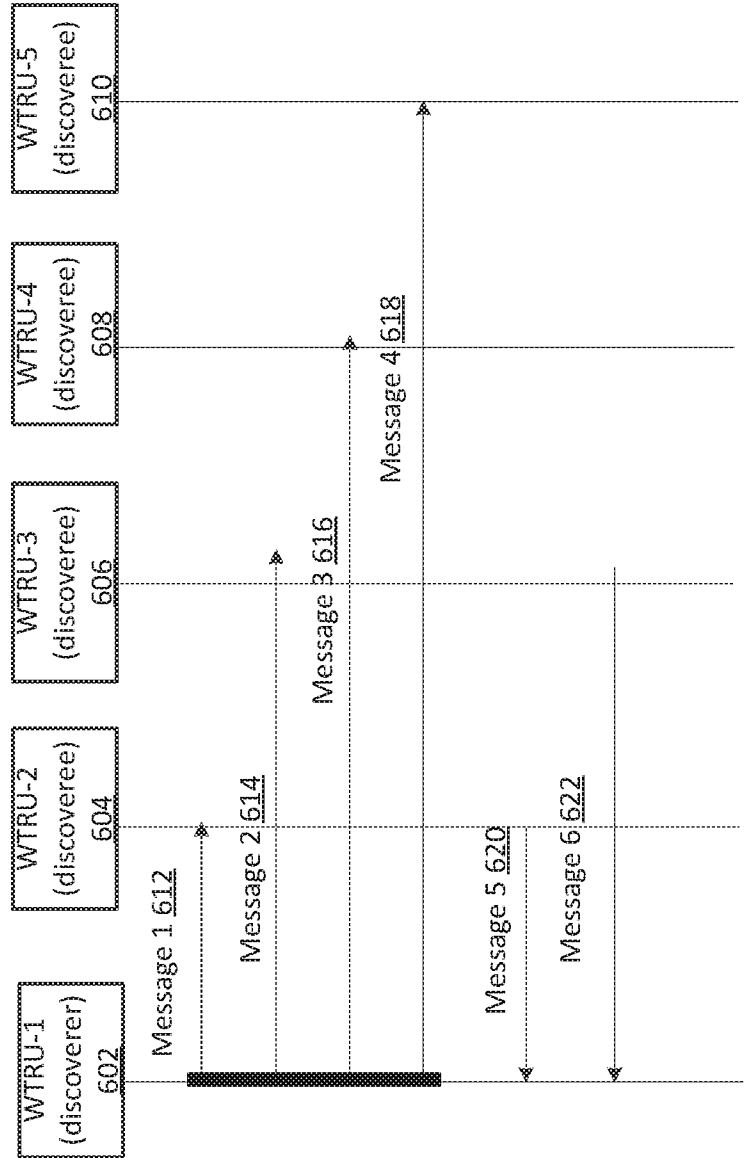 WTRU-1
(discoverer)
602
WTRU-2
(discoveree)
604
WTRU-3
(discoveree)
606
WTRU-4
(discoveree)
608
WTRU-5
(discoveree)
610
Message 1 612
Message 2 614
Message 3 616
Message 4 618
Message 5 620
Message 6 622